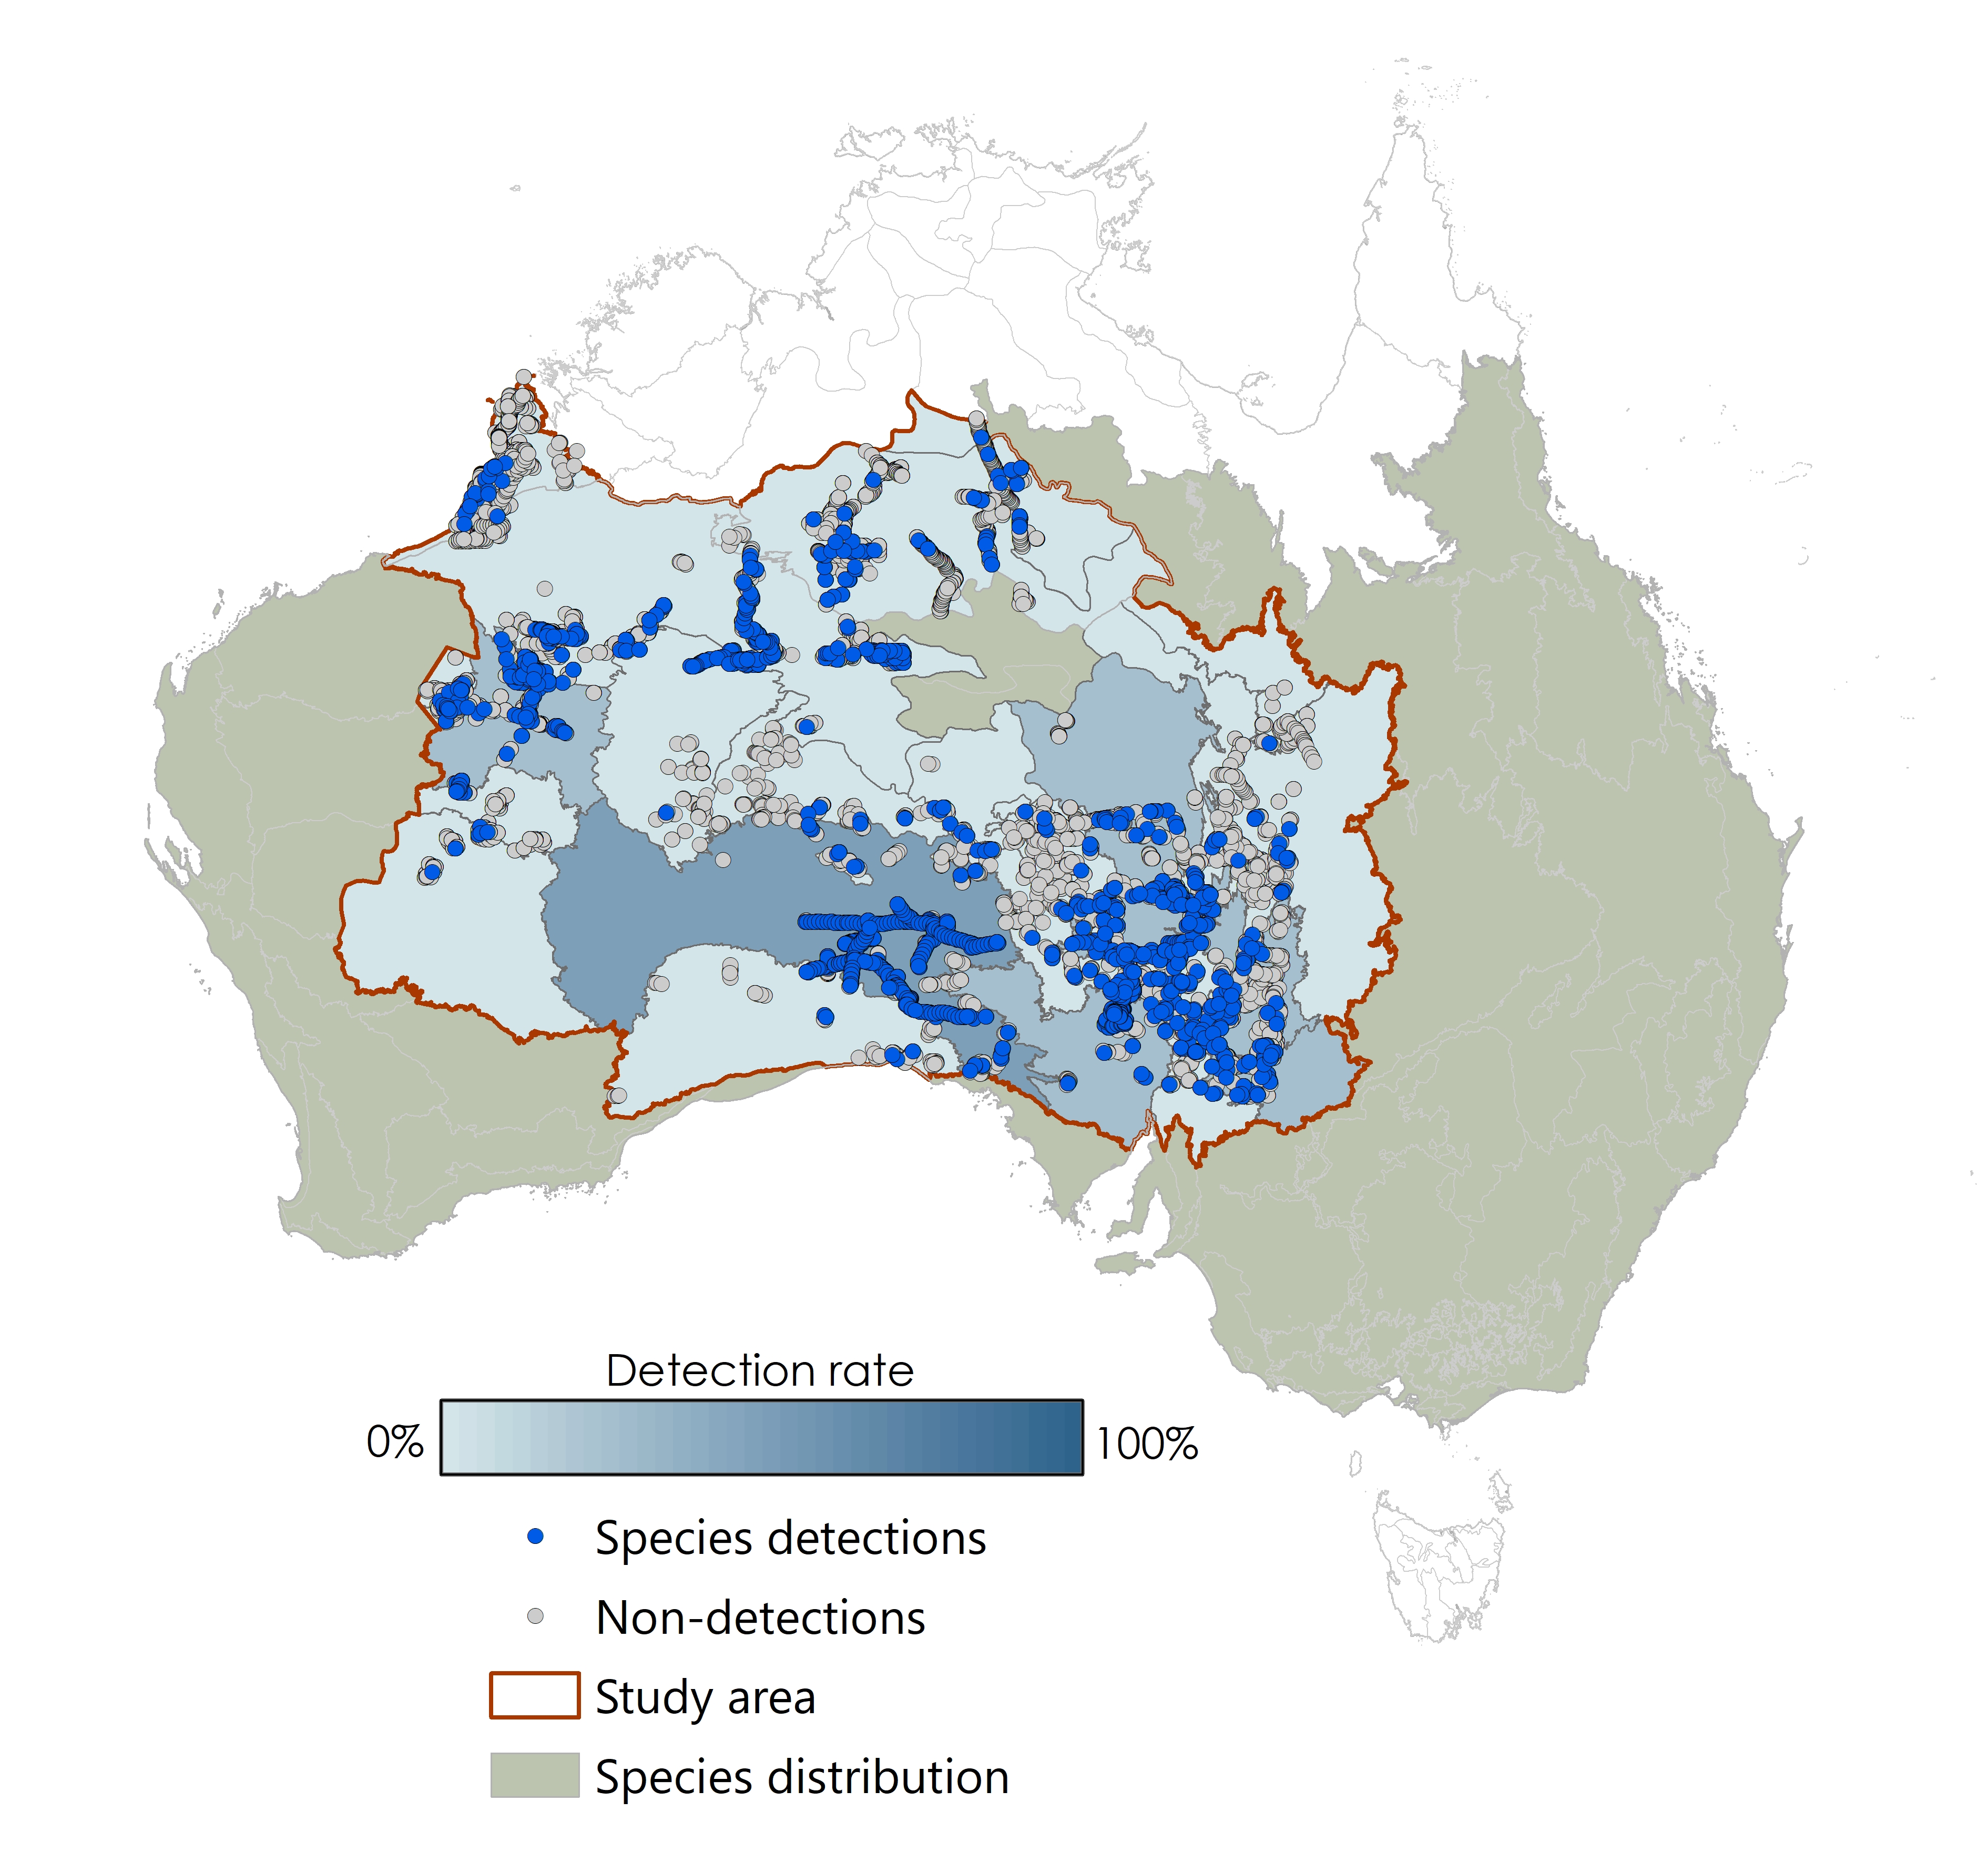 Detection rate
0%
100%
Species detections
Non-detections
Study area
Species distribution